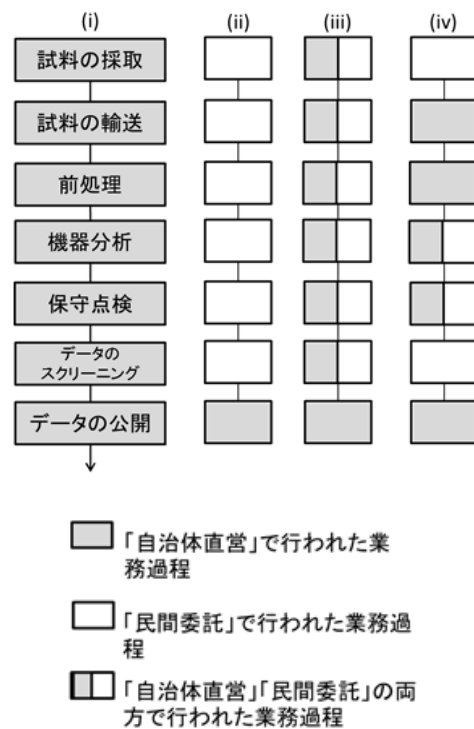 (i) (ii) (iii) (iv)
試料の採取
試料の輸送
前処理
機器分析
保守点検
データの
スクリーニング
データの公開
「自治体直営」で行われた業
務過程
「民間委託」で行われた業務過
程
「自治体直営」「民間委託」の両
方で行われた業務過程